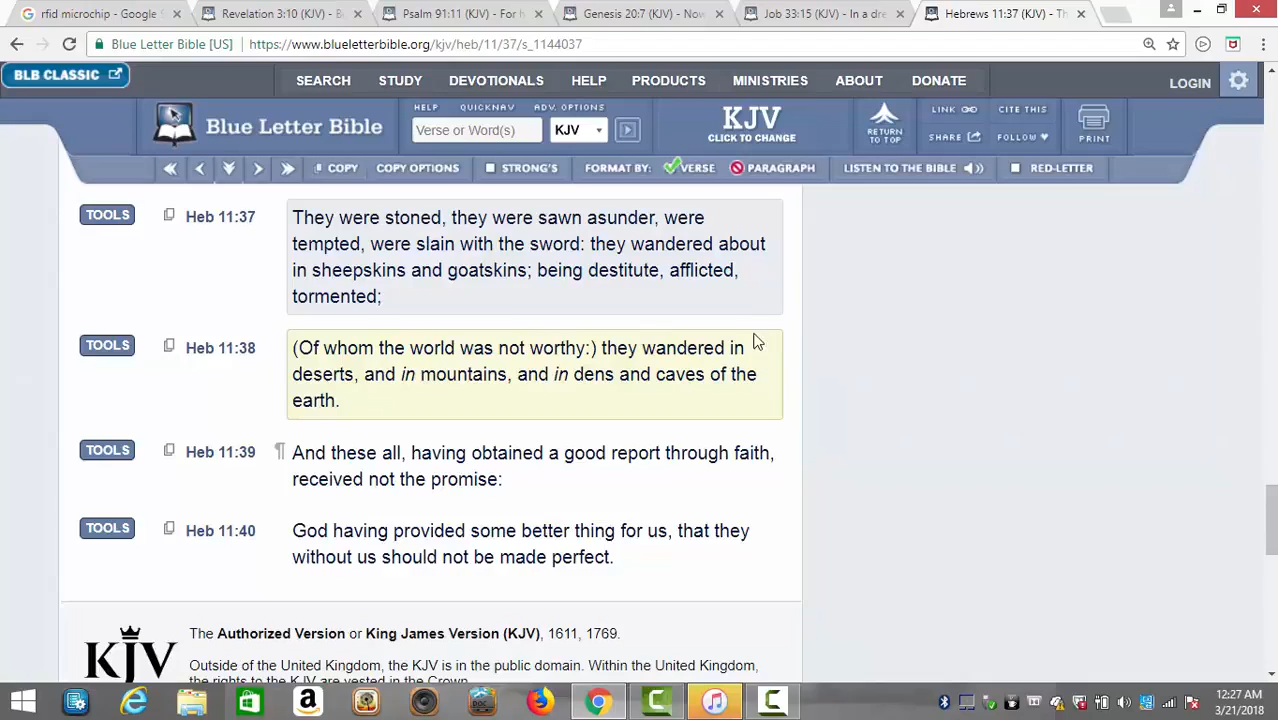 rfid microchip - Google S
Revelation 3:10 (KJV) - B
Psalm 91:11 (KJV) - For h
Genesis 20:7 (KJV) - Now
Job 33:15 (KJV) - In a dre
Hebrews 11:37 (KJV) - Th
Blue Letter Bible [US]
https://www.blueletterbible.org/kjv/heb/11/37/s_1144037
BLB CLASSIC
SEARCH STUDY DEVOTIONALS HELP PRODUCTS MINISTRIES ABOUT DONATE
LOGIN
Blue Letter Bible
HELP QUICKNAV ADV. OPTIONS
Verse or Word(s) KJV
KJV
CLICK TO CHANGE
RETURN
TO TOP
LINK CITE THIS
SHARE FOLLOW
PRINT
COPY COPY OPTIONS STRONG'S FORMAT BY: VERSE PARAGRAPH LISTEN TO THE BIBLE RED-LETTER
TOOLS Heb 11:37 They were stoned, they were sawn asunder, were
tempted, were slain with the sword: they wandered about
in sheepskins and goatskins; being destitute, afflicted,
tormented;
TOOLS Heb 11:38 (Of whom the world was not worthy:) they wandered in
deserts, and in mountains, and in dens and caves of the
earth.
TOOLS Heb 11:39 ¶ And these all, having obtained a good report through faith,
received not the promise:
TOOLS Heb 11:40 God having provided some better thing for us, that they
without us should not be made perfect.
KJV
The Authorized Version or King James Version (KJV), 1611, 1769.
Outside of the United Kingdom, the KJV is in the public domain. Within the United Kingdom,
the rights to the KJV are vested in the Crown.
12:27 AM
3/21/2018